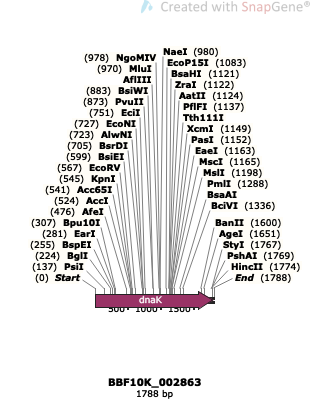 Created with SnapGene®
(978) NgoMIV
(970) MluI
AflIII
(883) BsiWI
(873) PvuII
(751) EciI
(727) EcoNI
(723) AlwNI
(705) BsrDI
(599) BsiEI
(567) EcoRV
(545) KpnI
(541) Acc65I
(524) AccI
(476) AfeI
(307) Bpu10I
(281) EarI
(255) BspEI
(224) BglI
(137) PsiI
(0) Start
NaeI (980)
EcoP15I (1083)
BsaHI (1121)
ZraI (1122)
AatII (1124)
PflFI (1137)
Tth111I
XcmI (1149)
PasI (1152)
EaeI (1163)
MscI (1165)
MslI (1198)
PmlI (1288)
BsaAI
BciVI (1336)
BanII (1600)
AgeI (1651)
StyI (1767)
PshAI (1769)
HincII (1774)
End (1788)
dnaK
500 1000 1500
BBF10K_002863
1788 bp